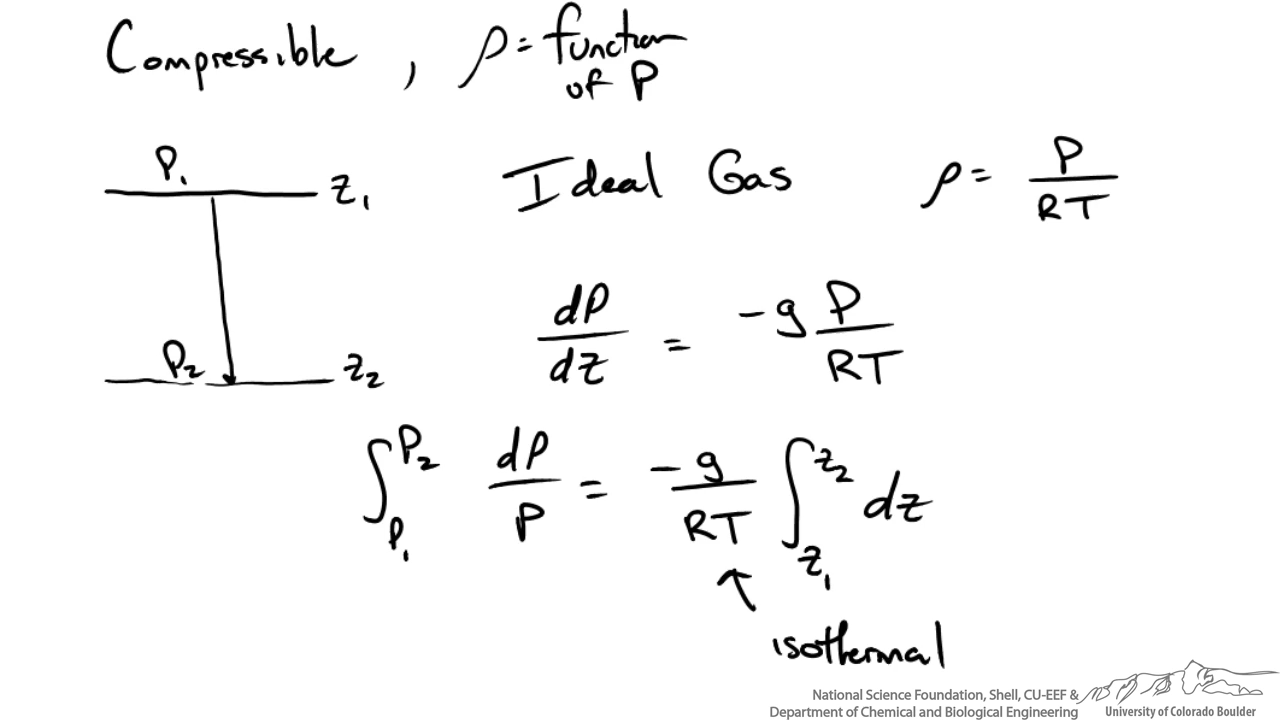 Compressible , ρ = function of P
P₁ z₁
Ideal Gas ρ = P/RT
dP/dz = -g P/RT
P₂ z₂
∫_{P₁}^{P₂} dP/P = -g/RT ∫_{z₁}^{z₂} dz
↑
isothermal
National Science Foundation, Shell, CU-EEF &
Department of Chemical and Biological Engineering
University of Colorado Boulder